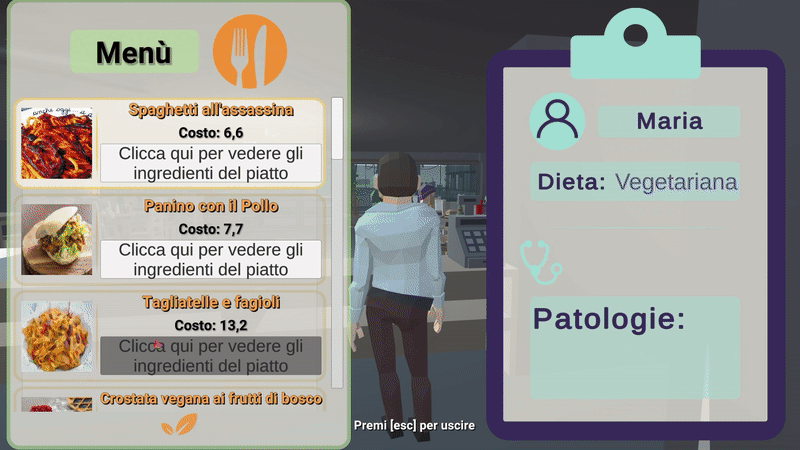 Menù
Spaghetti all'assassina
Costo: 6,6
Clicca qui per vedere gli
ingredienti del piatto
Panino con il Pollo
Costo: 7,7
Clicca qui per vedere gli
ingredienti del piatto
Tagliatelle e fagioli
Costo: 13,2
Clicca qui per vedere gli
ingredienti del piatto
Crostata vegana ai frutti di bosco
Premi [esc] per uscire
Maria
Dieta: Vegetariana
Patologie: